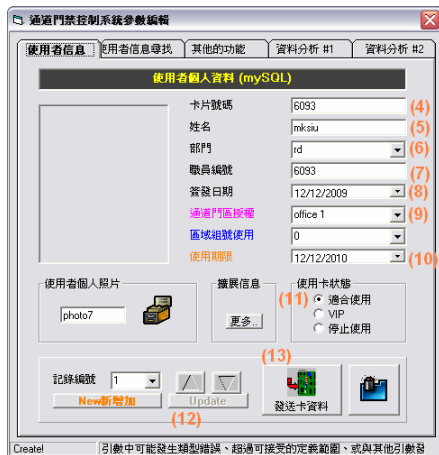 通道門禁控制系統參數編輯
使用者信息 使用者信息尋找 其他的功能 資料分析 #1 資料分析 #2
使用者個人資料 (mySQL)
卡片號碼 6093 (4)
姓名 mksiu (5)
部門 rd (6)
職員編號 6093 (7)
簽發日期 12/12/2009 (8)
通道門區授權 office 1 (9)
區域組號使用 0
使用期限 12/12/2010 (10)
使用者個人照片 擴展信息 使用卡狀態
photo7 更多.. (11) 適合使用
VIP
停止使用
(13)
記錄編號 1
New新增加 Update 發送卡資料
(12)
Createl 引數中可能發生類型錯誤、超過可接受的定義範圍、或與其他引數發